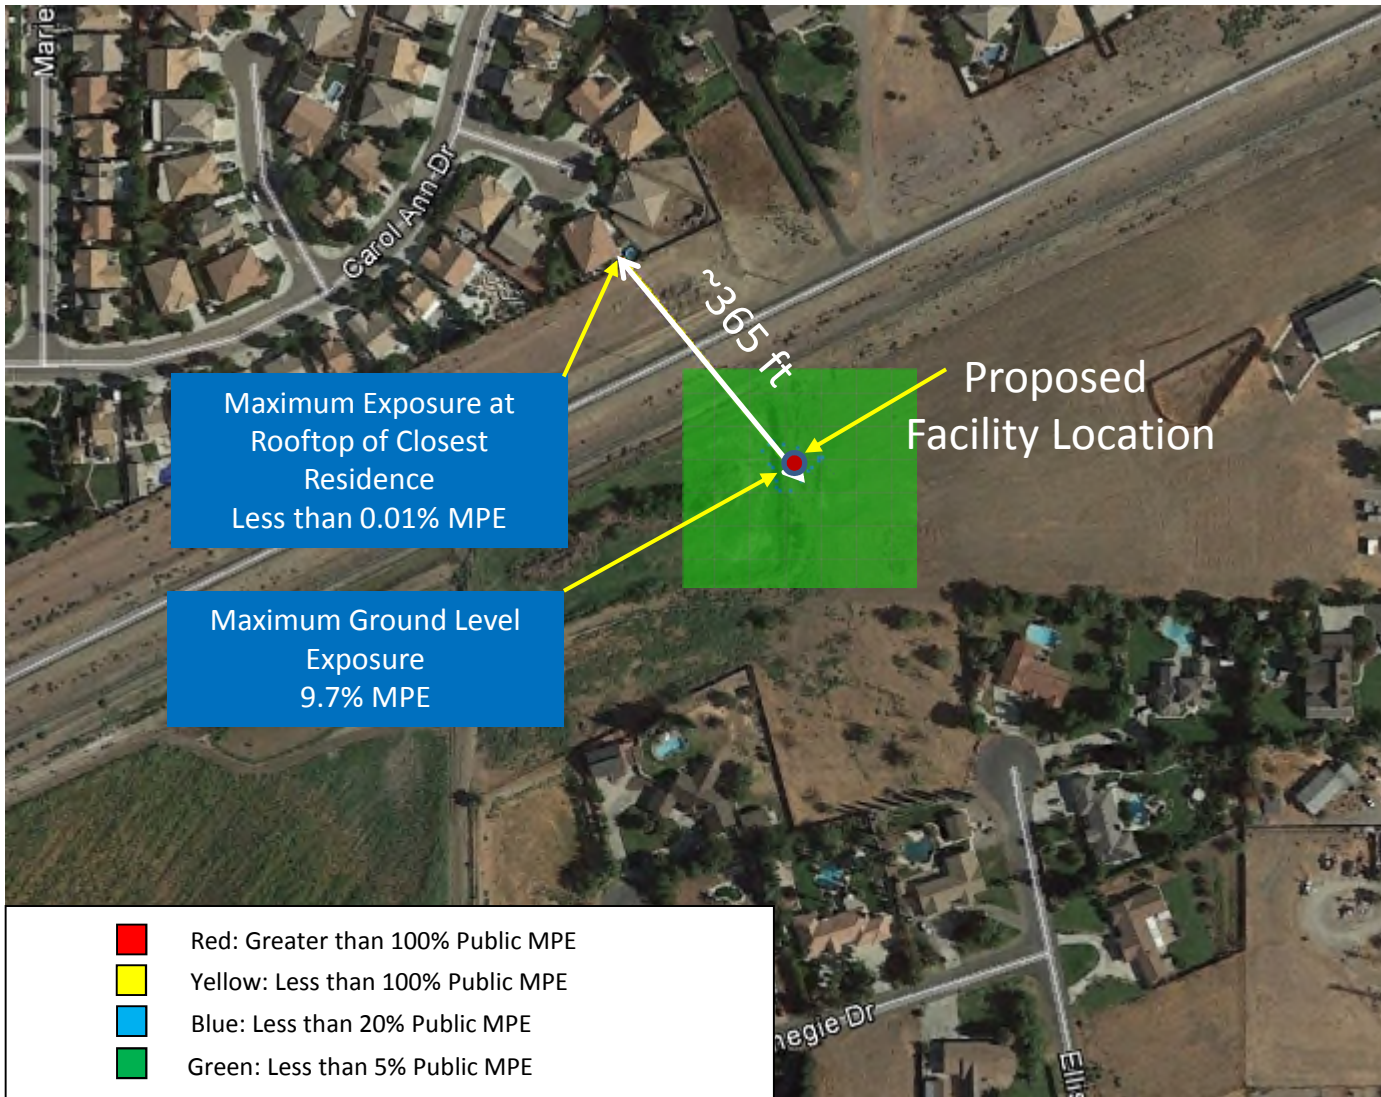 Marie
Carol Ann Dr
~365 ft
Proposed
Facility Location
Maximum Exposure at
Rooftop of Closest
Residence
Less than 0.01% MPE
Maximum Ground Level
Exposure
9.7% MPE
Red: Greater than 100% Public MPE
Yellow: Less than 100% Public MPE
Blue: Less than 20% Public MPE
Green: Less than 5% Public MPE
negie Dr
Ellis